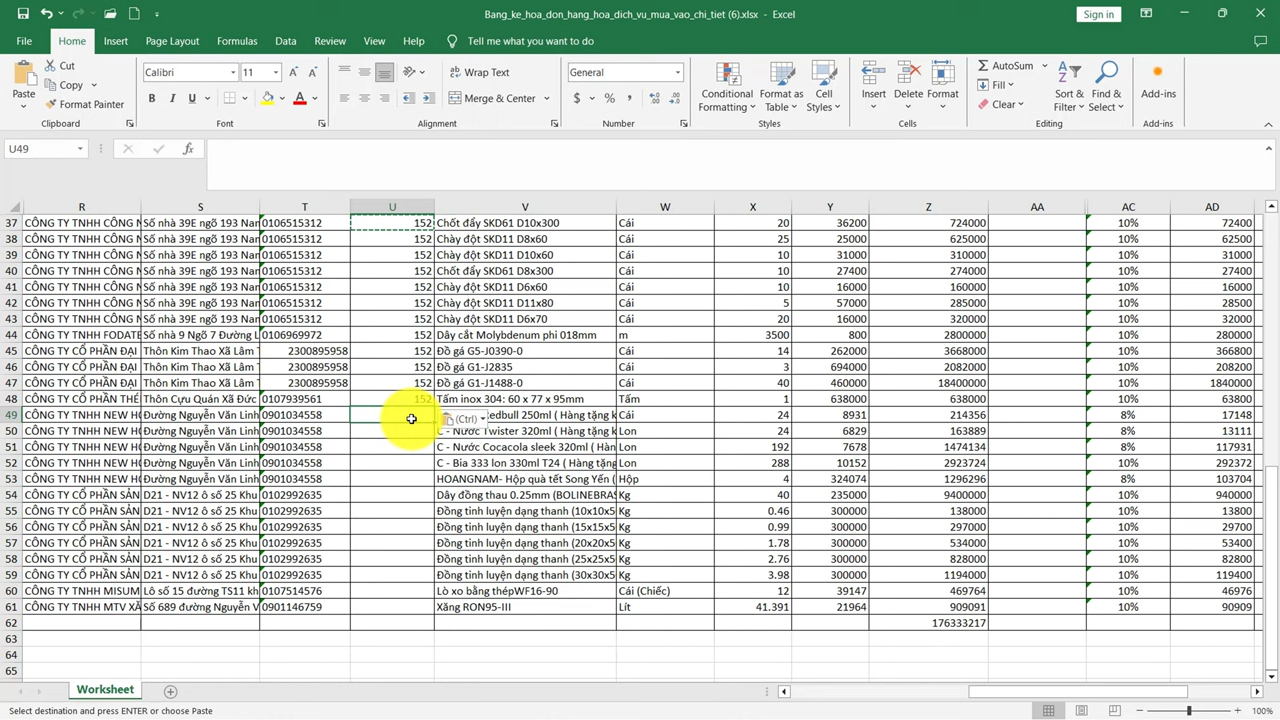 Bang_ke_hoa_don_hang_hoa_dich_vu_mua_vao_chi_tiet (6).xlsx - Excel
Sign in
File Home Insert Page Layout Formulas Data Review View Help Tell me what you want to do
Cut Calibri 11 Wrap Text General AutoSum
Copy Fill
Paste Format Painter B I U Merge & Center $ % Conditional Formatting Format as Table Cell Styles Insert Delete Format Clear Sort & Filter Find & Select Add-ins
Clipboard Font Alignment Number Styles Cells Editing Add-ins
U49 fx
R S T U V W X Y Z AA AC AD
37 CÔNG TY TNHH CÔNG N Số nhà 39E ngõ 193 Nar 0106515312 152 Chốt đẩy SKD61 D10x300 Cái 20 36200 724000 10% 72400
38 CÔNG TY TNHH CÔNG N Số nhà 39E ngõ 193 Nar 0106515312 152 Chày đột SKD11 D8x60 Cái 25 25000 625000 10% 62500
39 CÔNG TY TNHH CÔNG N Số nhà 39E ngõ 193 Nar 0106515312 152 Chày đột SKD11 D10x60 Cái 10 31000 310000 10% 31000
40 CÔNG TY TNHH CÔNG N Số nhà 39E ngõ 193 Nar 0106515312 152 Chốt đẩy SKD61 D8x300 Cái 10 27400 274000 10% 27400
41 CÔNG TY TNHH CÔNG N Số nhà 39E ngõ 193 Nar 0106515312 152 Chày đột SKD11 D6x60 Cái 10 16000 160000 10% 16000
42 CÔNG TY TNHH CÔNG N Số nhà 39E ngõ 193 Nar 0106515312 152 Chày đột SKD11 D11x80 Cái 5 57000 285000 10% 28500
43 CÔNG TY TNHH CÔNG N Số nhà 39E ngõ 193 Nar 0106515312 152 Chày đột SKD11 D6x70 Cái 20 16000 320000 10% 32000
44 CÔNG TY TNHH FODATE Số nhà 9 Ngõ 7 Đường L 0106969972 152 Dây cắt Molybdenum phi 018mm m 3500 800 2800000 10% 280000
45 CÔNG TY CỔ PHẦN ĐẠI Thôn Kim Thao Xã Lâm T 2300895958 152 Đồ gá G5-J0390-0 Cái 14 262000 3668000 10% 366800
46 CÔNG TY CỔ PHẦN ĐẠI Thôn Kim Thao Xã Lâm T 2300895958 152 Đồ gá G1-J2835 Cái 3 694000 2082000 10% 208200
47 CÔNG TY CỔ PHẦN ĐẠI Thôn Kim Thao Xã Lâm T 2300895958 152 Đồ gá G1-J1488-0 Cái 40 460000 18400000 10% 1840000
48 CÔNG TY CỔ PHẦN THÉ Thôn Cựu Quán Xã Đức 0107939561 152 Tấm inox 304: 60 x 77 x 95mm Tấm 1 638000 638000 10% 63800
49 CÔNG TY TNHH NEW HO Đường Nguyễn Văn Linh 0901034558 (Ctrl) edbull 250ml ( Hàng tặng k Cái 24 8931 214356 8% 17148
50 CÔNG TY TNHH NEW HO Đường Nguyễn Văn Linh 0901034558 C - Nước Twister 320ml ( Hàng tặng k Lon 24 6829 163889 8% 13111
51 CÔNG TY TNHH NEW HO Đường Nguyễn Văn Linh 0901034558 C - Nước Cocacola sleek 320ml ( Hàn Lon 192 7678 1474134 8% 117931
52 CÔNG TY TNHH NEW HO Đường Nguyễn Văn Linh 0901034558 C - Bia 333 lon 330ml T24 ( Hàng tặng Lon 288 10152 2923724 10% 292372
53 CÔNG TY TNHH NEW HO Đường Nguyễn Văn Linh 0901034558 HOANGNAM- Hộp quà tết Song Yến ( Hộp 4 324074 1296296 8% 103704
54 CÔNG TY CỔ PHẦN SẢN D21 - NV12 ô số 25 Khu 0102992635 Dây đồng thau 0.25mm (BOLINEBRAS Kg 40 235000 9400000 10% 940000
55 CÔNG TY CỔ PHẦN SẢN D21 - NV12 ô số 25 Khu 0102992635 Đồng tinh luyện dạng thanh (10x10x5 Kg 0.46 300000 138000 10% 13800
56 CÔNG TY CỔ PHẦN SẢN D21 - NV12 ô số 25 Khu 0102992635 Đồng tinh luyện dạng thanh (15x15x5 Kg 0.99 300000 297000 10% 29700
57 CÔNG TY CỔ PHẦN SẢN D21 - NV12 ô số 25 Khu 0102992635 Đồng tinh luyện dạng thanh (20x20x5 Kg 1.78 300000 534000 10% 53400
58 CÔNG TY CỔ PHẦN SẢN D21 - NV12 ô số 25 Khu 0102992635 Đồng tinh luyện dạng thanh (25x25x5 Kg 2.76 300000 828000 10% 82800
59 CÔNG TY CỔ PHẦN SẢN D21 - NV12 ô số 25 Khu 0102992635 Đồng tinh luyện dạng thanh (30x30x5 Kg 3.98 300000 1194000 10% 119400
60 CÔNG TY TNHH MISUM Lô số 15 đường TS11 kh 0107514576 Lò xo bằng thépWF16-90 Cái (Chiếc) 12 39147 469764 10% 46976
61 CÔNG TY TNHH MTV XĂ Số 689 đường Nguyễn V 0901146759 Xăng RON95-III Lít 41.391 21964 909091 10% 90909
62 176333217
63
64
65
Worksheet
Select destination and press ENTER or choose Paste 100%